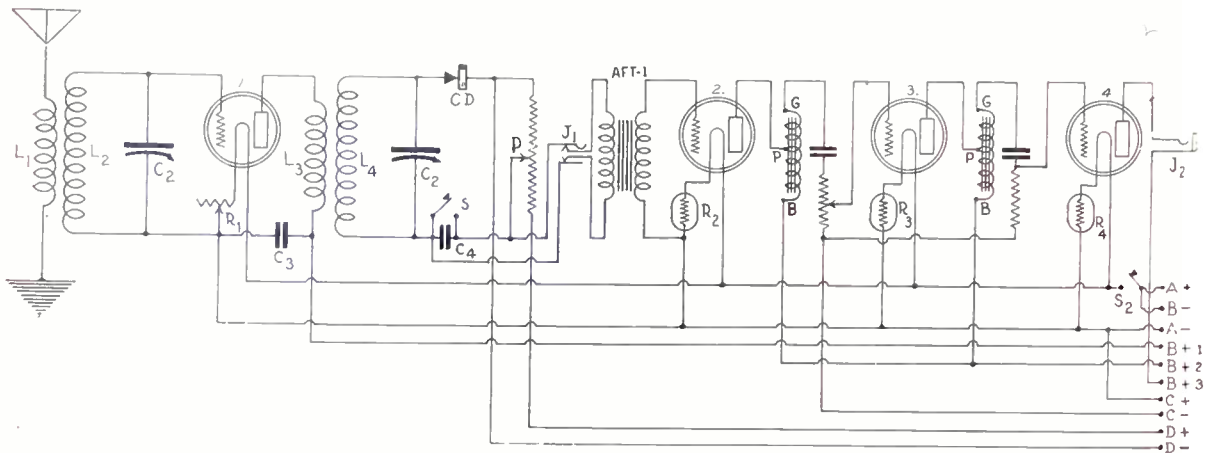 L1
L2
C2
1
R1
L3
C3
L4
C2
CD
S
C4
P
J1
AFT-1
2.
R2
G
P
B
3.
R3
G
P
B
4
R4
J2
S2
A +
B -
A -
B + 1
B + 2
B + 3
C +
C -
D +
D -